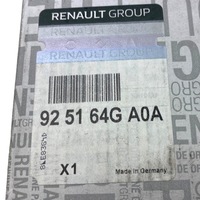 RENAULT GROUP
92 51 64G A0A
X1
Made in Germany